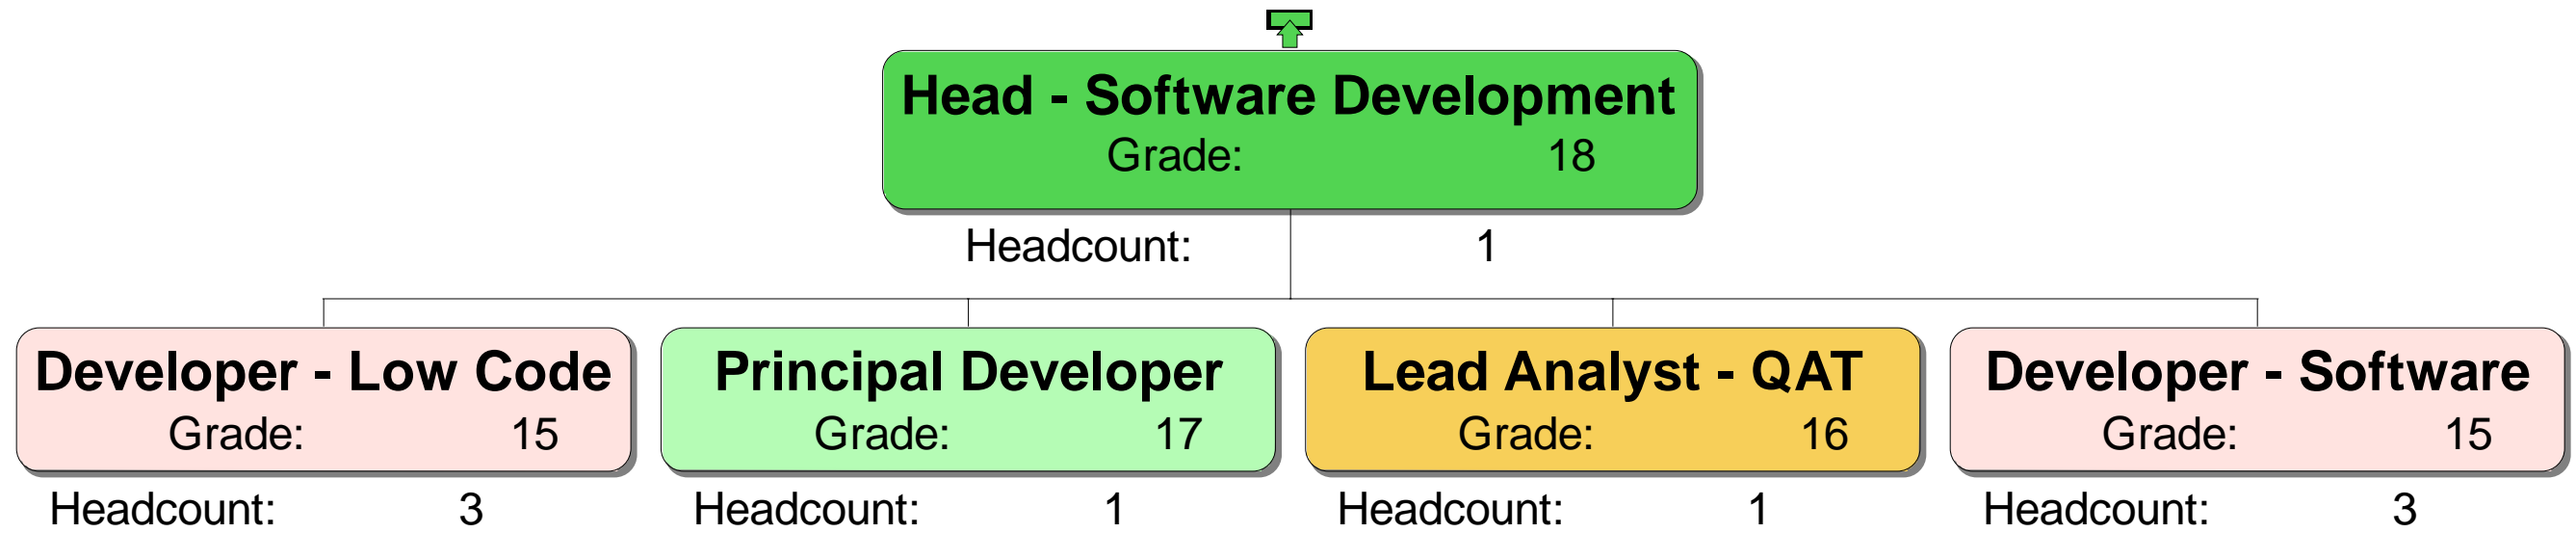 Head - Software Development
Grade: 18
Headcount: 1
Developer - Low Code
Grade: 15
Headcount: 3
Principal Developer
Grade: 17
Headcount: 1
Lead Analyst - QAT
Grade: 16
Headcount: 1
Developer - Software
Grade: 15
Headcount: 3